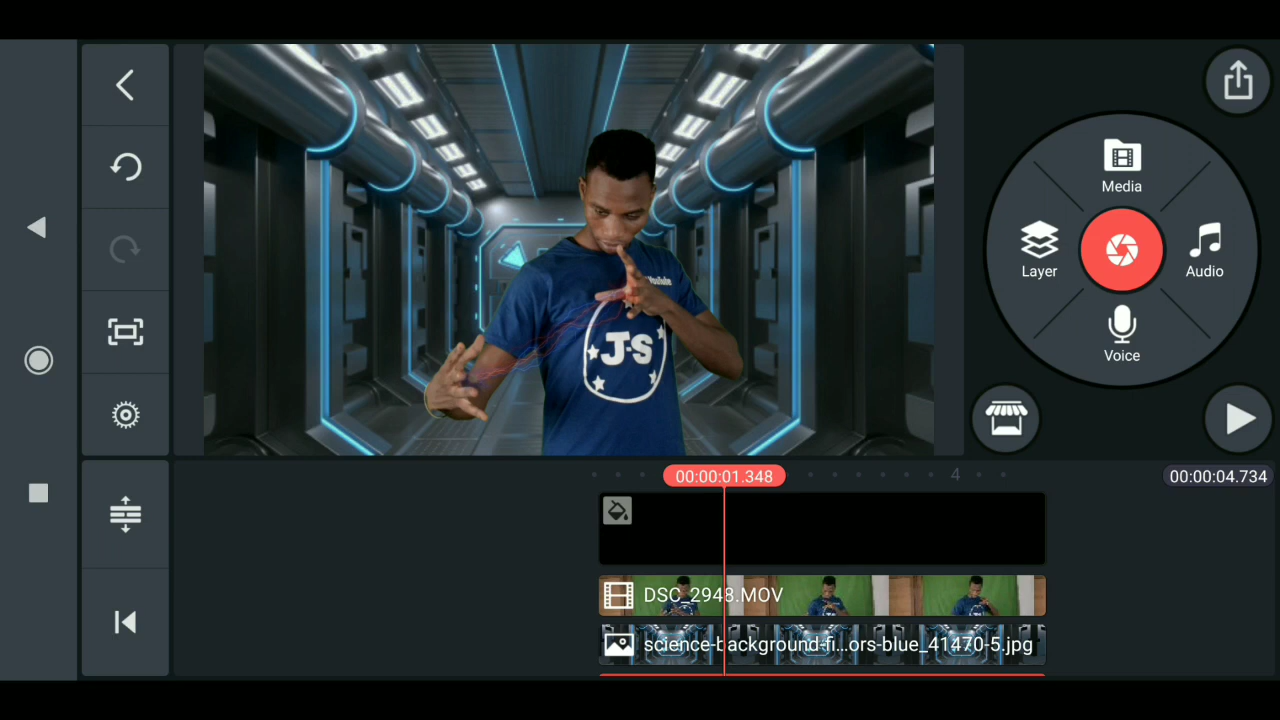 Media
Layer
Audio
Voice
YouTube
J-S
00:00:01.348
4
00:00:04.734
DSC_2948.MOV
science-background-fi...ors-blue_41470-5.jpg